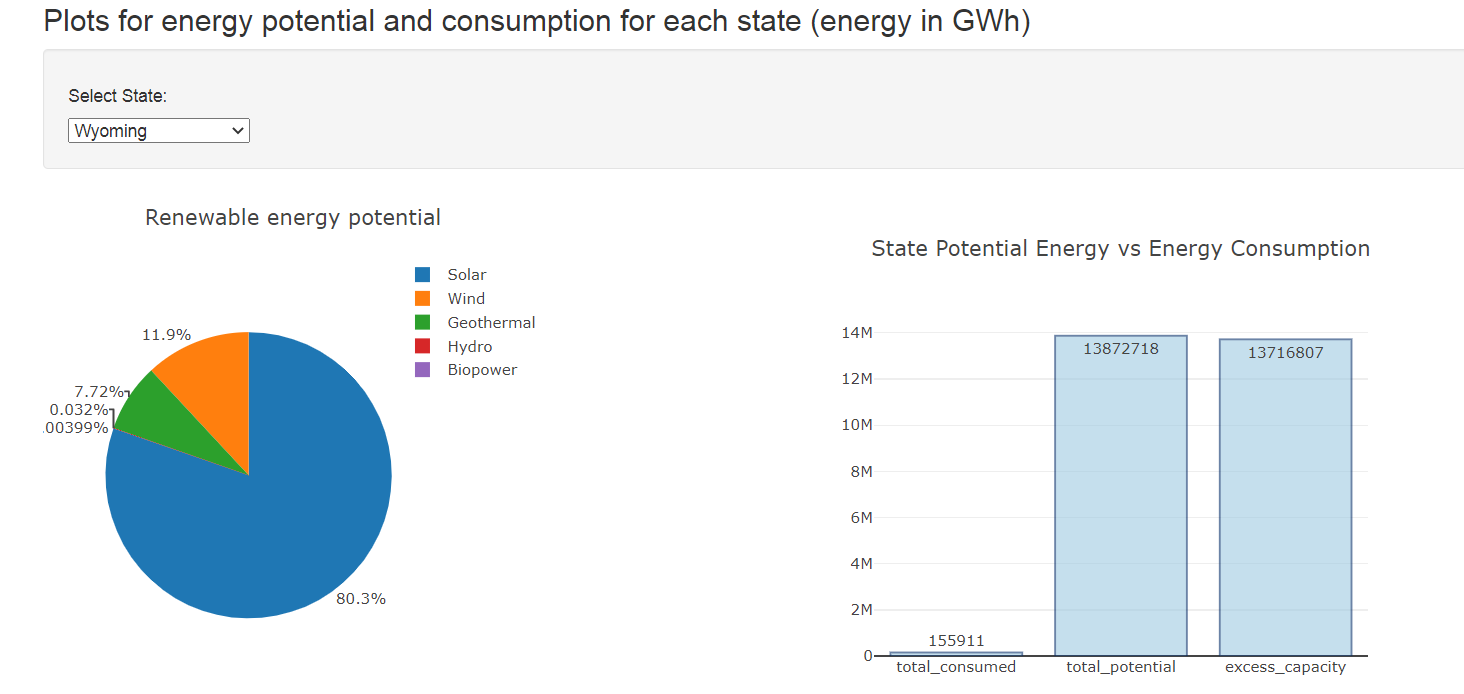 Plots for energy potential and consumption for each state (energy in GWh)
Select State:
Wyoming
Renewable energy potential
Solar
Wind
Geothermal
Hydro
Biopower
11.9%
7.72%
0.032%
.00399%
80.3%
State Potential Energy vs Energy Consumption
14M
12M
10M
8M
6M
4M
2M
0
155911
13872718
13716807
total_consumed
total_potential
excess_capacity